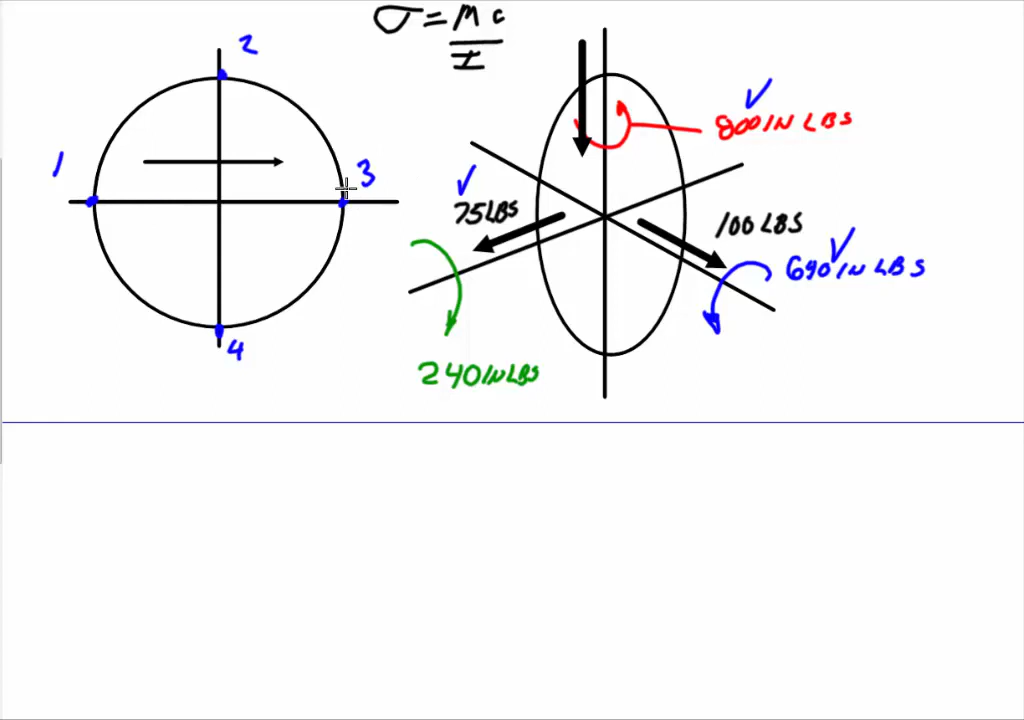 σ = Mc
I
2
1
3
4
800 IN LBS
75 LBS
100 LBS
640 IN LBS
240 IN LBS